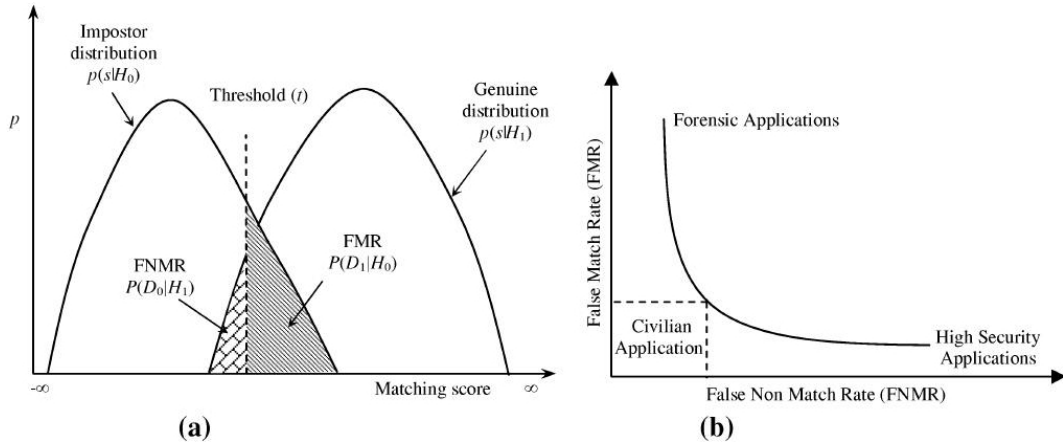 Impostor
distribution
p(s|H₀)
Threshold (t)
Genuine
distribution
p(s|H₁)
p
FNMR
P(D₀|H₁)
FMR
P(D₁|H₀)
-∞
Matching score
∞
(a)
False Match Rate (FMR)
Forensic Applications
Civilian
Application
High Security
Applications
False Non Match Rate (FNMR)
(b)